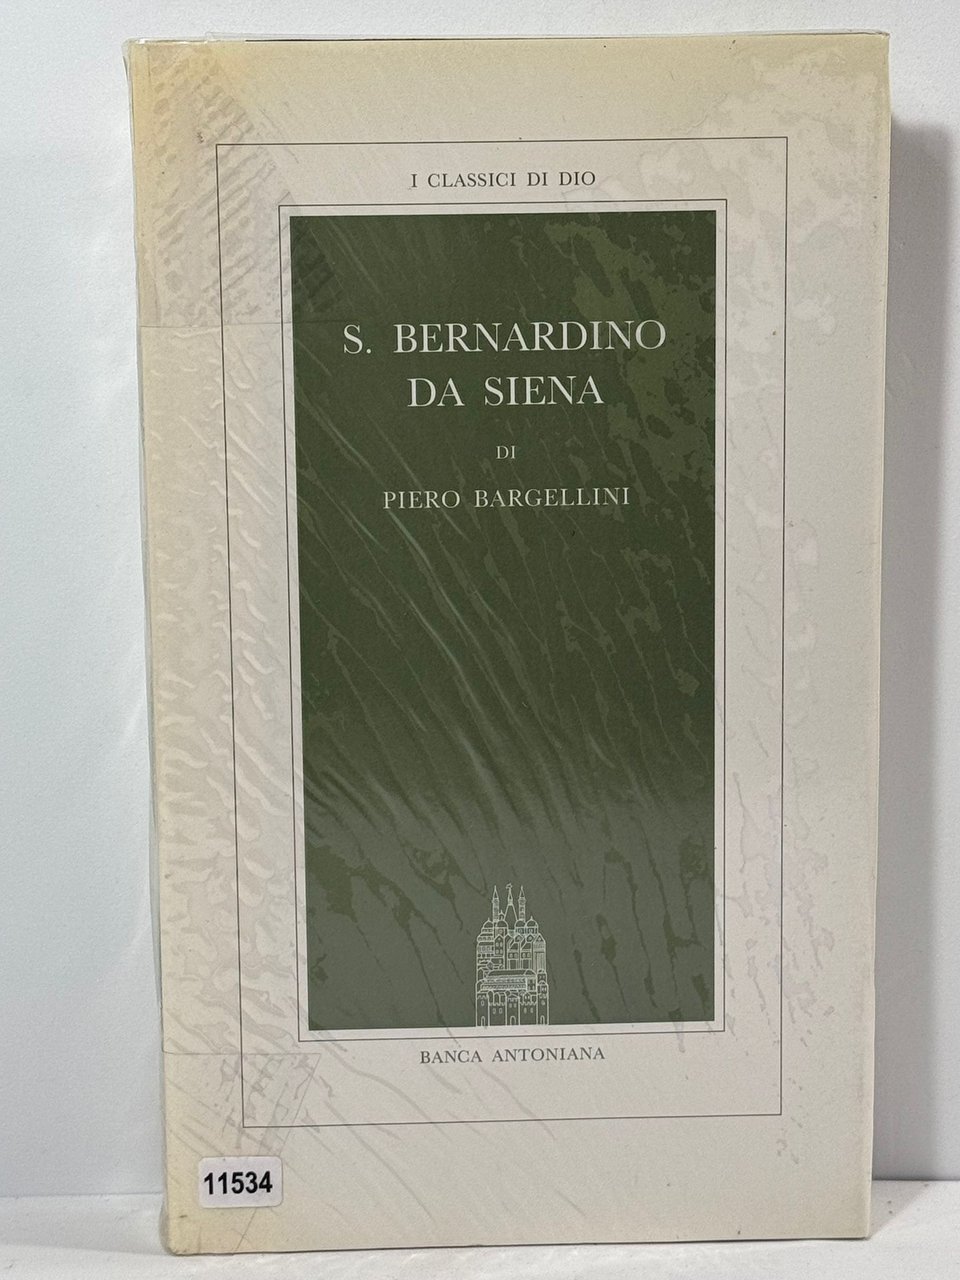 I CLASSICI DI DIO
S. BERNARDINO
DA SIENA
DI
PIERO BARGELLINI
BANCA ANTONIANA
11534